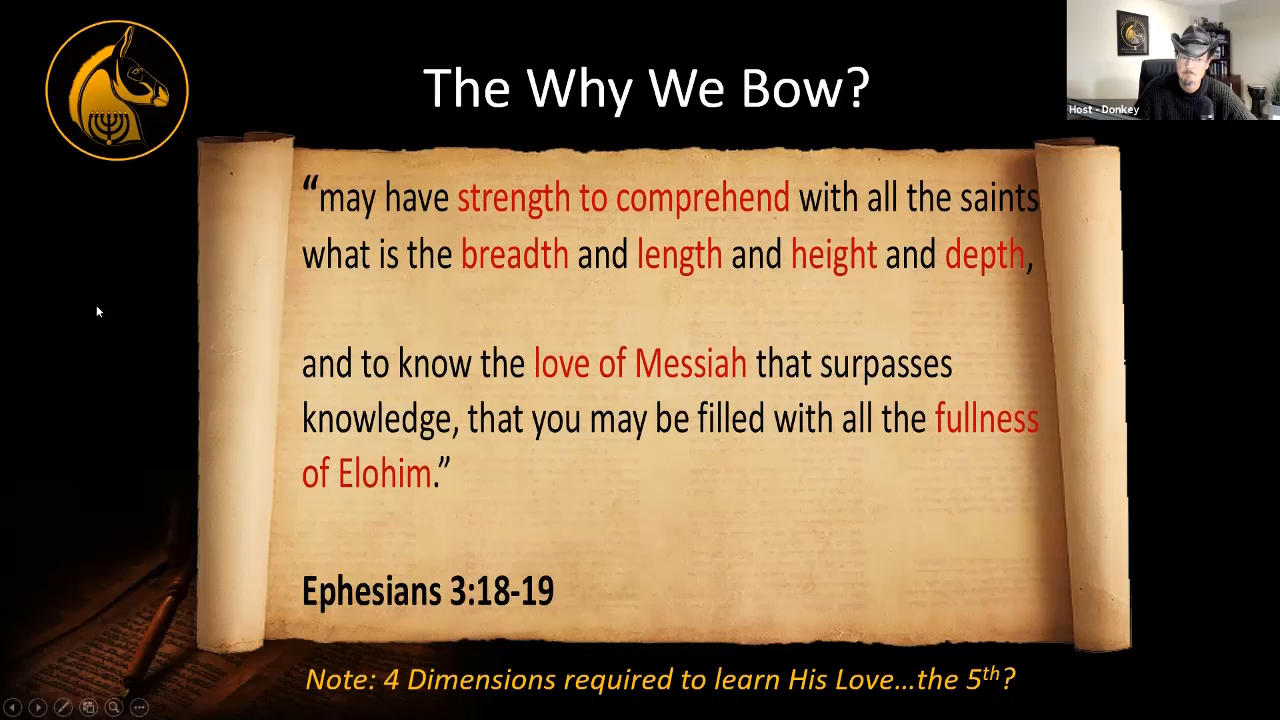 The Why We Bow?
Host - Donkey
“may have strength to comprehend with all the saints
what is the breadth and length and height and depth,
and to know the love of Messiah that surpasses
knowledge, that you may be filled with all the fullness
of Elohim.”
Ephesians 3:18-19
Note: 4 Dimensions required to learn His Love...the 5th?